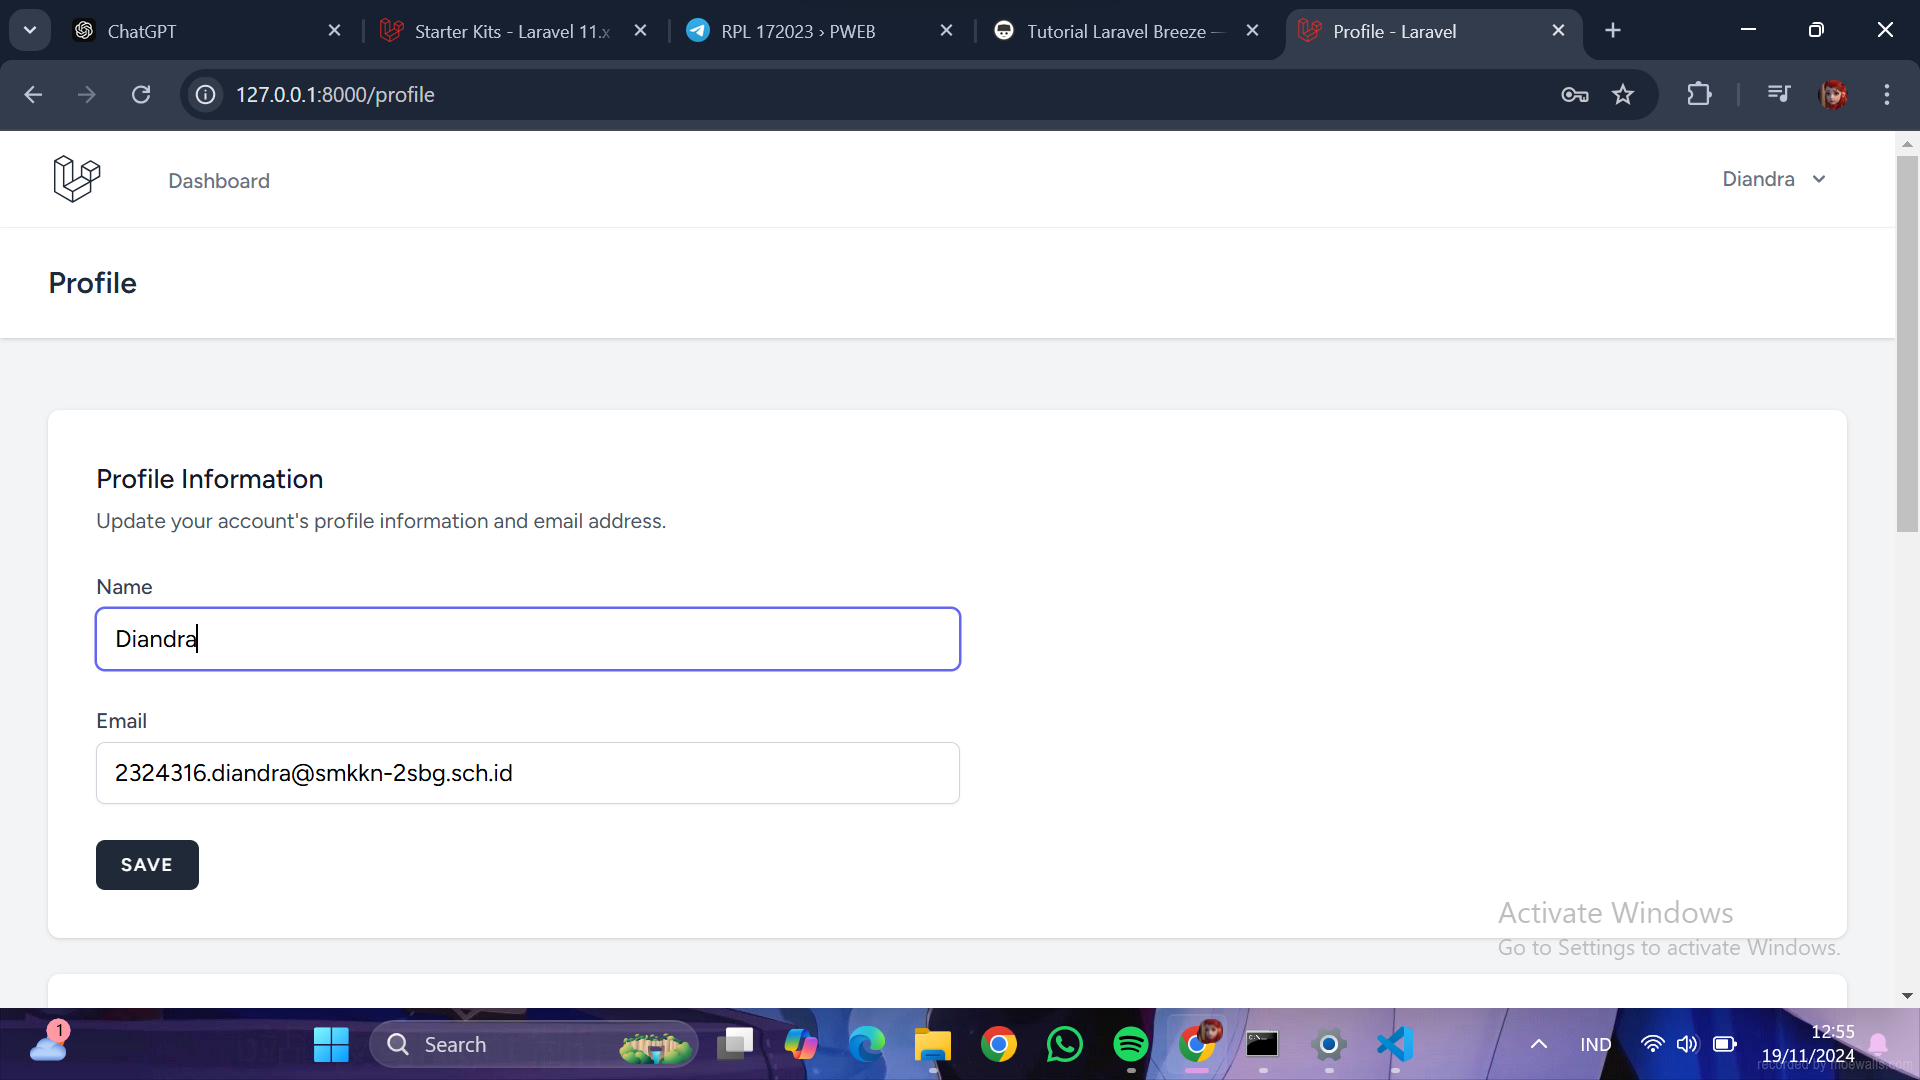 ChatGPT
Starter Kits - Laravel 11.x
RPL 172023 › PWEB
Tutorial Laravel Breeze —
Profile - Laravel
127.0.0.1:8000/profile
Dashboard
Diandra
Profile
Profile Information
Update your account's profile information and email address.
Name
Diandra
Email
2324316.diandra@smkkn-2sbg.sch.id
SAVE
Activate Windows
Go to Settings to activate Windows.
1
Search
IND
12:55
19/11/2024
recorded by moewalls.com